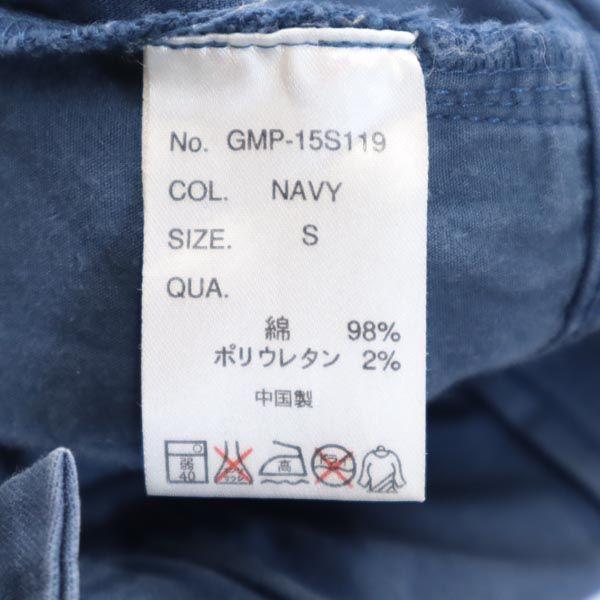 No. GMP-15S119
COL. NAVY
SIZE. S
QUA.
綿 98%
ポリウレタン 2%
中国製
弱
40
高